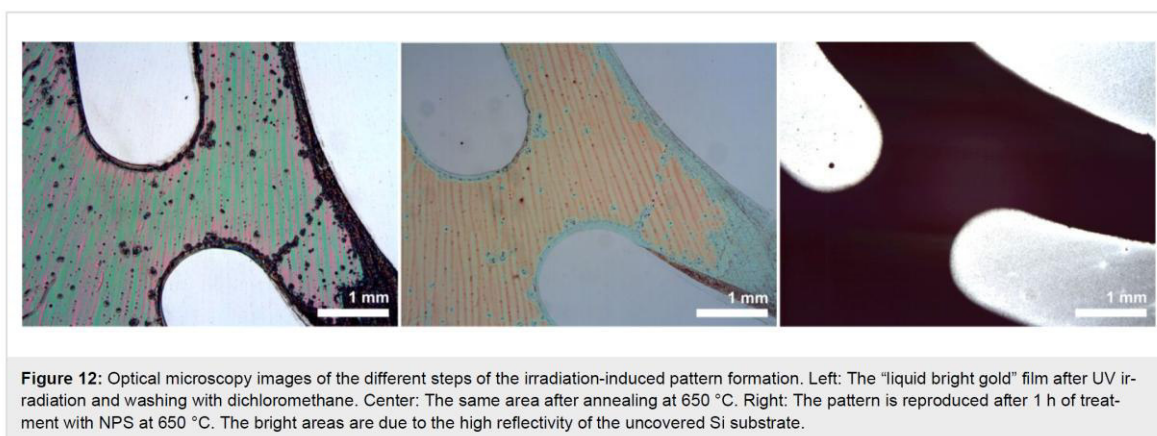 1 mm
1 mm
1 mm
Figure 12: Optical microscopy images of the different steps of the irradiation-induced pattern formation. Left: The “liquid bright gold” film after UV ir-
radiation and washing with dichloromethane. Center: The same area after annealing at 650 °C. Right: The pattern is reproduced after 1 h of treat-
ment with NPS at 650 °C. The bright areas are due to the high reflectivity of the uncovered Si substrate.